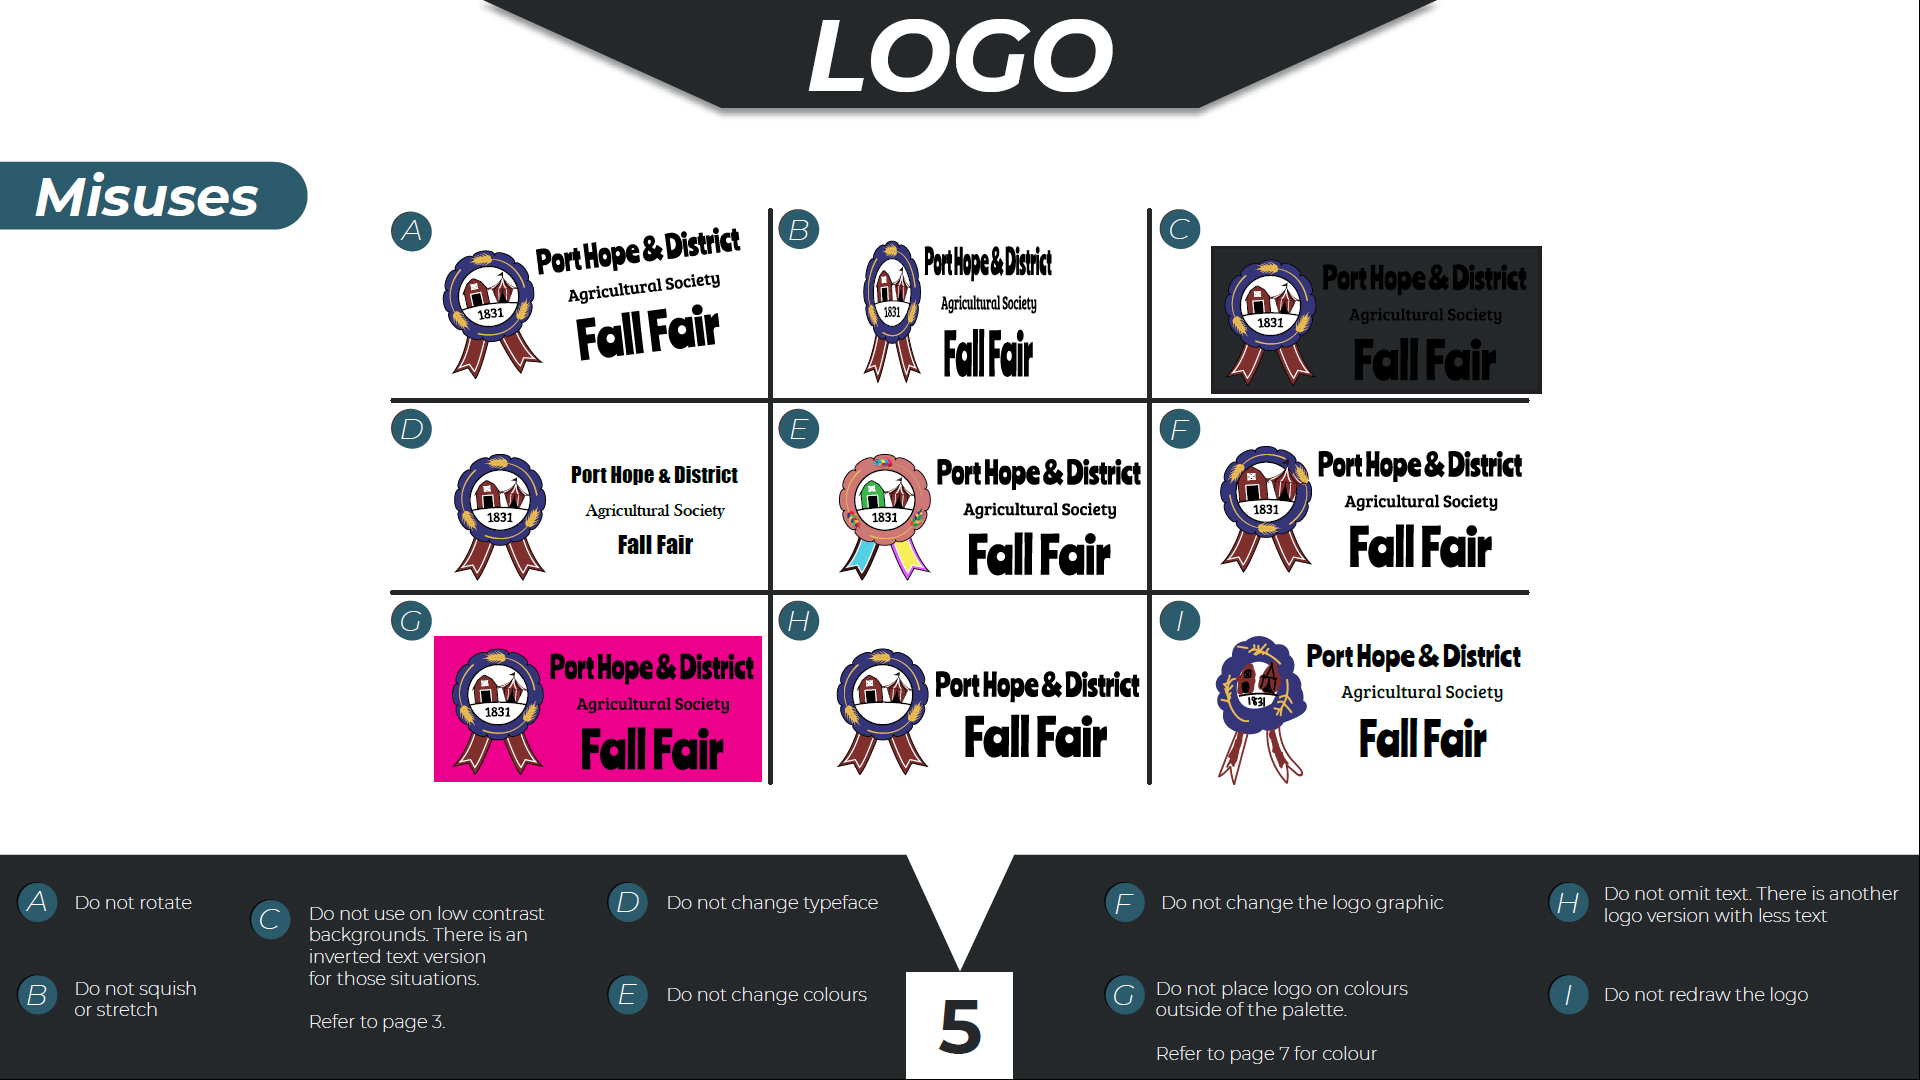 LOGO
Misuses
A
Port Hope & District
Agricultural Society
Fall Fair
1831
B
Port Hope & District
Agricultural Society
Fall Fair
1831
C
Port Hope & District
Agricultural Society
Fall Fair
1831
D
Port Hope & District
Agricultural Society
Fall Fair
1831
E
Port Hope & District
Agricultural Society
Fall Fair
1831
F
Port Hope & District
Agricultural Society
Fall Fair
1831
G
Port Hope & District
Agricultural Society
Fall Fair
1831
H
Port Hope & District
Fall Fair
I
Port Hope & District
Agricultural Society
Fall Fair
1831
A
Do not rotate
B
Do not squish
or stretch
C
Do not use on low contrast
backgrounds. There is an
inverted text version
for those situations.
Refer to page 3.
D
Do not change typeface
E
Do not change colours
5
F
Do not change the logo graphic
G
Do not place logo on colours
outside of the palette.
Refer to page 7 for colour
H
Do not omit text. There is another
logo version with less text
I
Do not redraw the logo